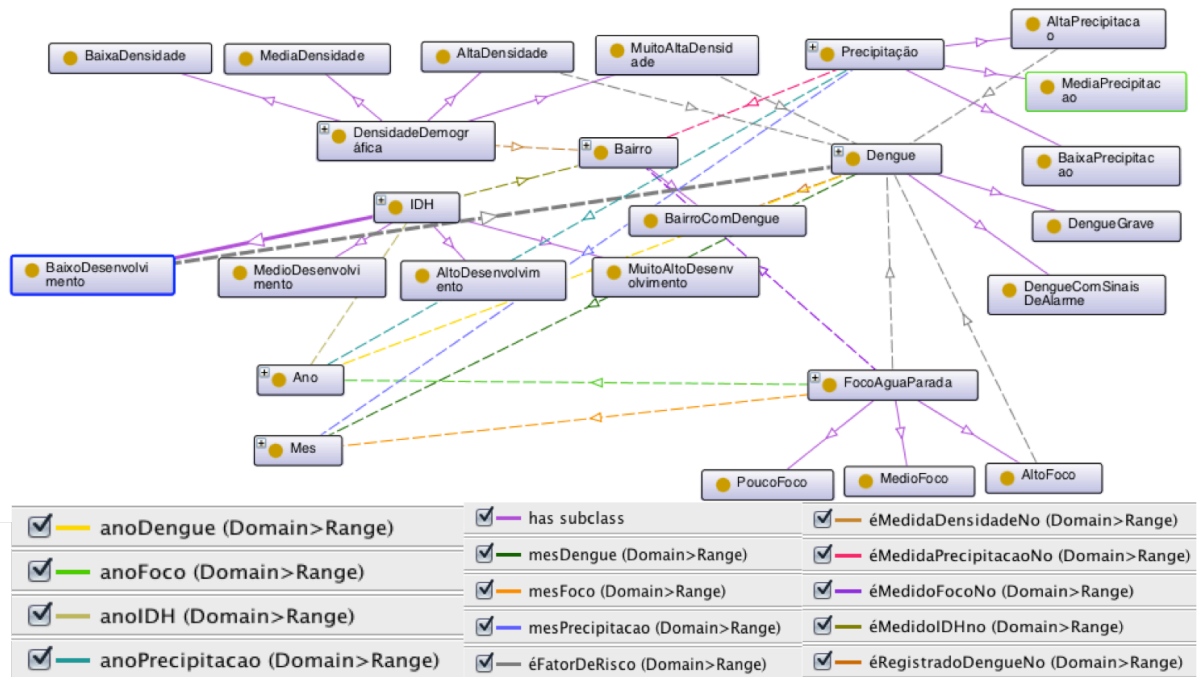 AltaPrecipitaca
o
BaixaDensidade
MediaDensidade
AltaDensidade
MuitoAltaDensid
ade
Precipitação
MediaPrecipitac
ao
DensidadeDemogr
áfica
Bairro
Dengue
BaixaPrecipitac
ao
IDH
BairroComDengue
DengueGrave
BaixoDesenvolvi
mento
MedioDesenvolvi
mento
AltoDesenvolvim
ento
MuitoAltoDesenv
olvimento
DengueComSinais
DeAlarme
Ano
FocoAguaParada
Mes
PoucoFoco
MedioFoco
AltoFoco
anoDengue (Domain>Range)
anoFoco (Domain>Range)
anoIDH (Domain>Range)
anoPrecipitacao (Domain>Range)
has subclass
mesDengue (Domain>Range)
mesFoco (Domain>Range)
mesPrecipitacao (Domain>Range)
éFatorDeRisco (Domain>Range)
éMedidaDensidadeNo (Domain>Range)
éMedidaPrecipitacaoNo (Domain>Range)
éMedidoFocoNo (Domain>Range)
éMedidoIDHno (Domain>Range)
éRegistradoDengueNo (Domain>Range)